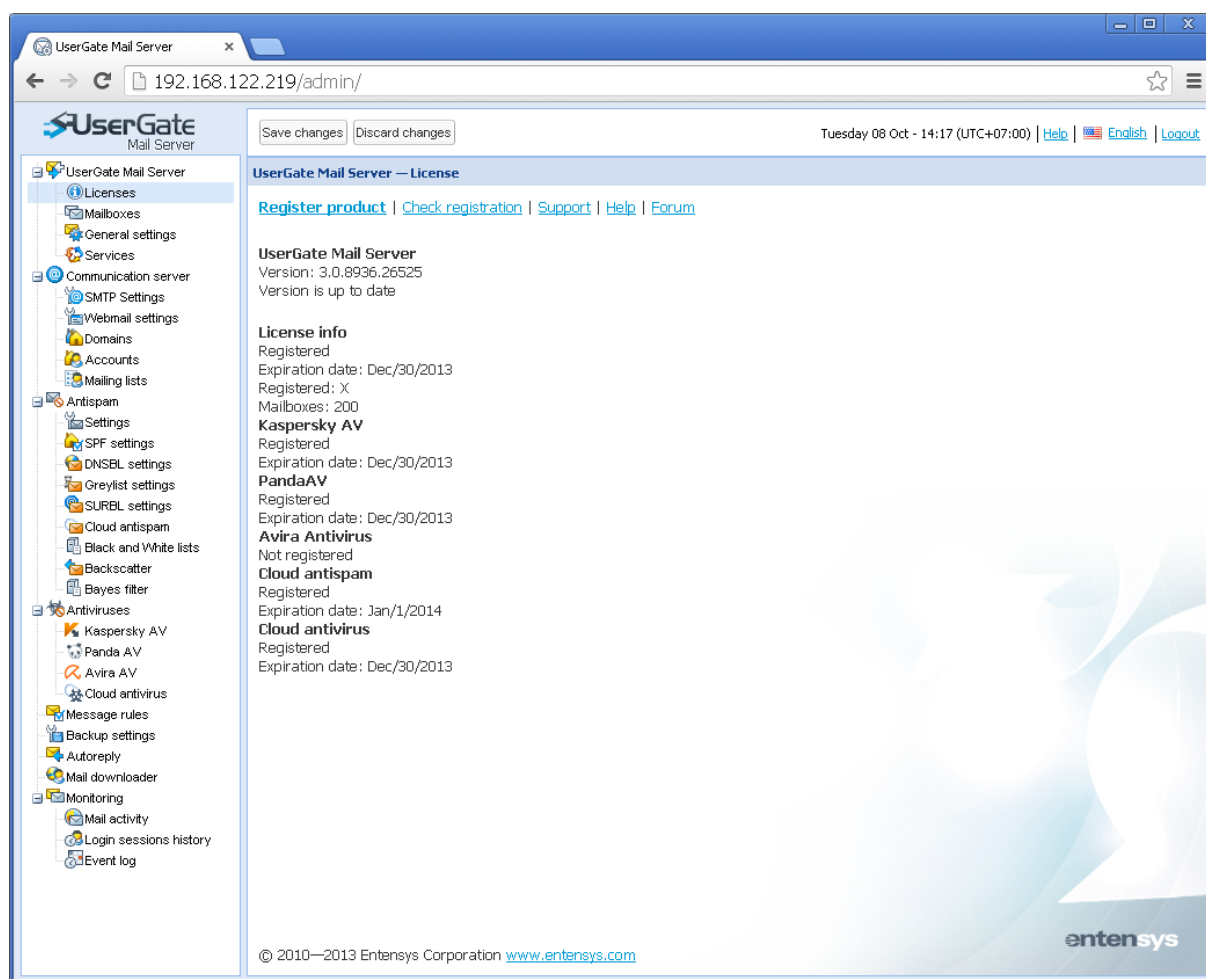 UserGate Mail Server
192.168.122.219/admin/
UserGate
Mail Server
Save changes Discard changes Tuesday 08 Oct - 14:17 (UTC+07:00) | Help | English | Logout
UserGate Mail Server
Licenses
Mailboxes
General settings
Services
Communication server
SMTP Settings
Webmail settings
Domains
Accounts
Mailing lists
Antispam
Settings
SPF settings
DNSBL settings
Greylist settings
SURBL settings
Cloud antispam
Black and White lists
Backscatter
Bayes filter
Antiviruses
Kaspersky AV
Panda AV
Avira AV
Cloud antivirus
Message rules
Backup settings
Autoreply
Mail downloader
Monitoring
Mail activity
Login sessions history
Event log
UserGate Mail Server — License
Register product | Check registration | Support | Help | Forum
UserGate Mail Server
Version: 3.0.8936.26525
Version is up to date
License info
Registered
Expiration date: Dec/30/2013
Registered: X
Mailboxes: 200
Kaspersky AV
Registered
Expiration date: Dec/30/2013
PandaAV
Registered
Expiration date: Dec/30/2013
Avira Antivirus
Not registered
Cloud antispam
Registered
Expiration date: Jan/1/2014
Cloud antivirus
Registered
Expiration date: Dec/30/2013
entensys
© 2010—2013 Entensys Corporation www.entensys.com